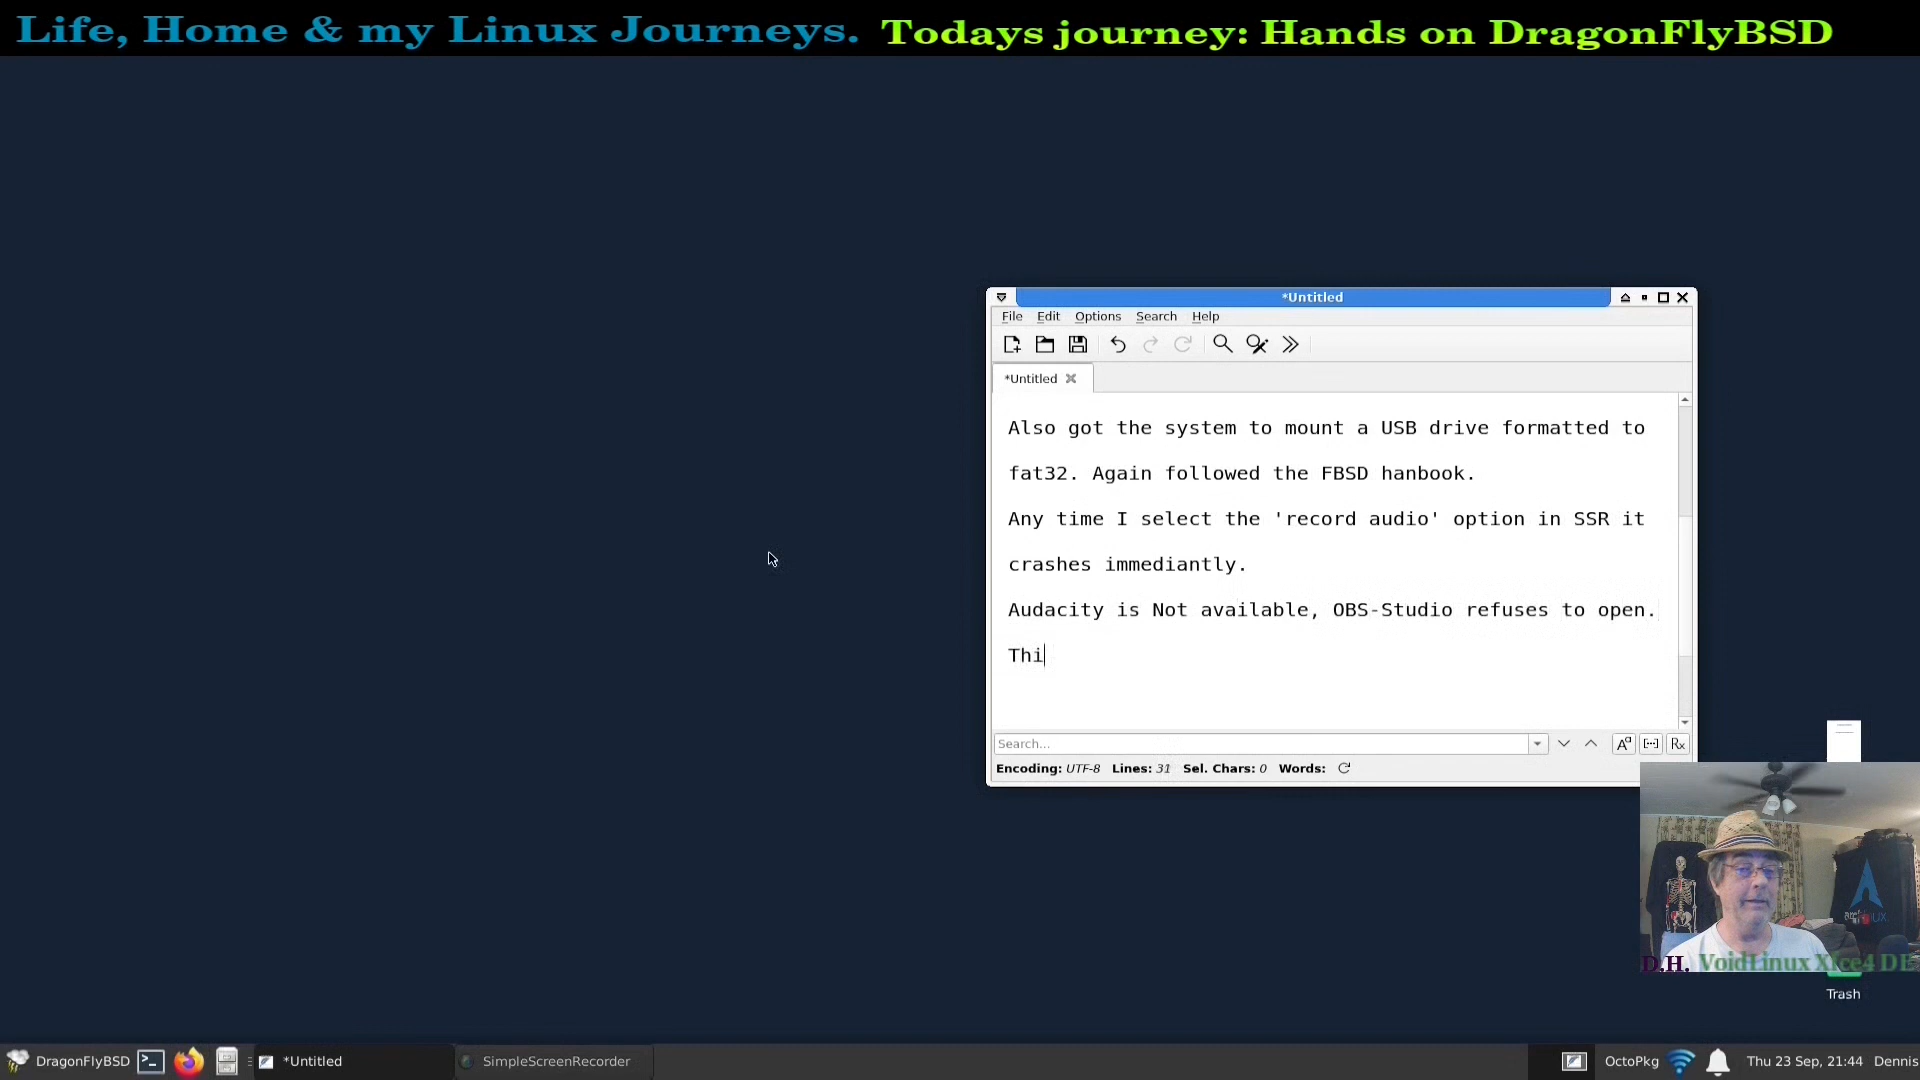 Life, Home & my Linux Journeys. Todays journey: Hands on DragonFlyBSD
*Untitled
File Edit Options Search Help
*Untitled
Also got the system to mount a USB drive formatted to
fat32. Again followed the FBSD hanbook.
Any time I select the 'record audio' option in SSR it
crashes immediantly.
Audacity is Not available, OBS-Studio refuses to open.
Thi
Search...
Encoding: UTF-8 Lines: 31 Sel. Chars: 0 Words:
D.H. VoidLinux Xfce4 DE
Trash
DragonFlyBSD *Untitled SimpleScreenRecorder OctoPkg Thu 23 Sep, 21:44 Dennis